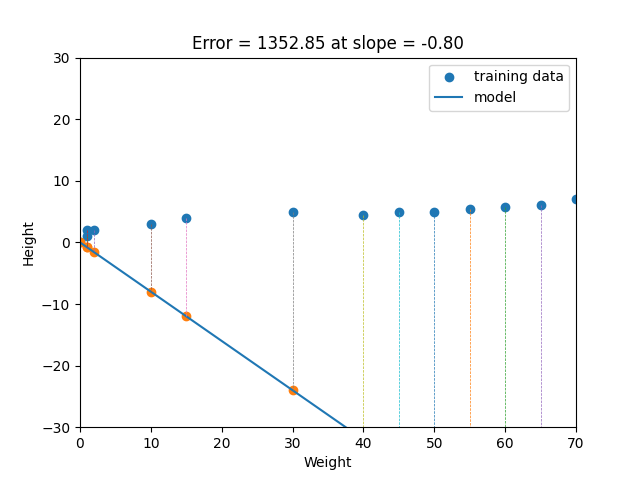 Error = 1352.85 at slope = -0.80
30
20
10
0
−10
−20
−30
Height
training data
model
0 10 20 30 40 50 60 70
Weight